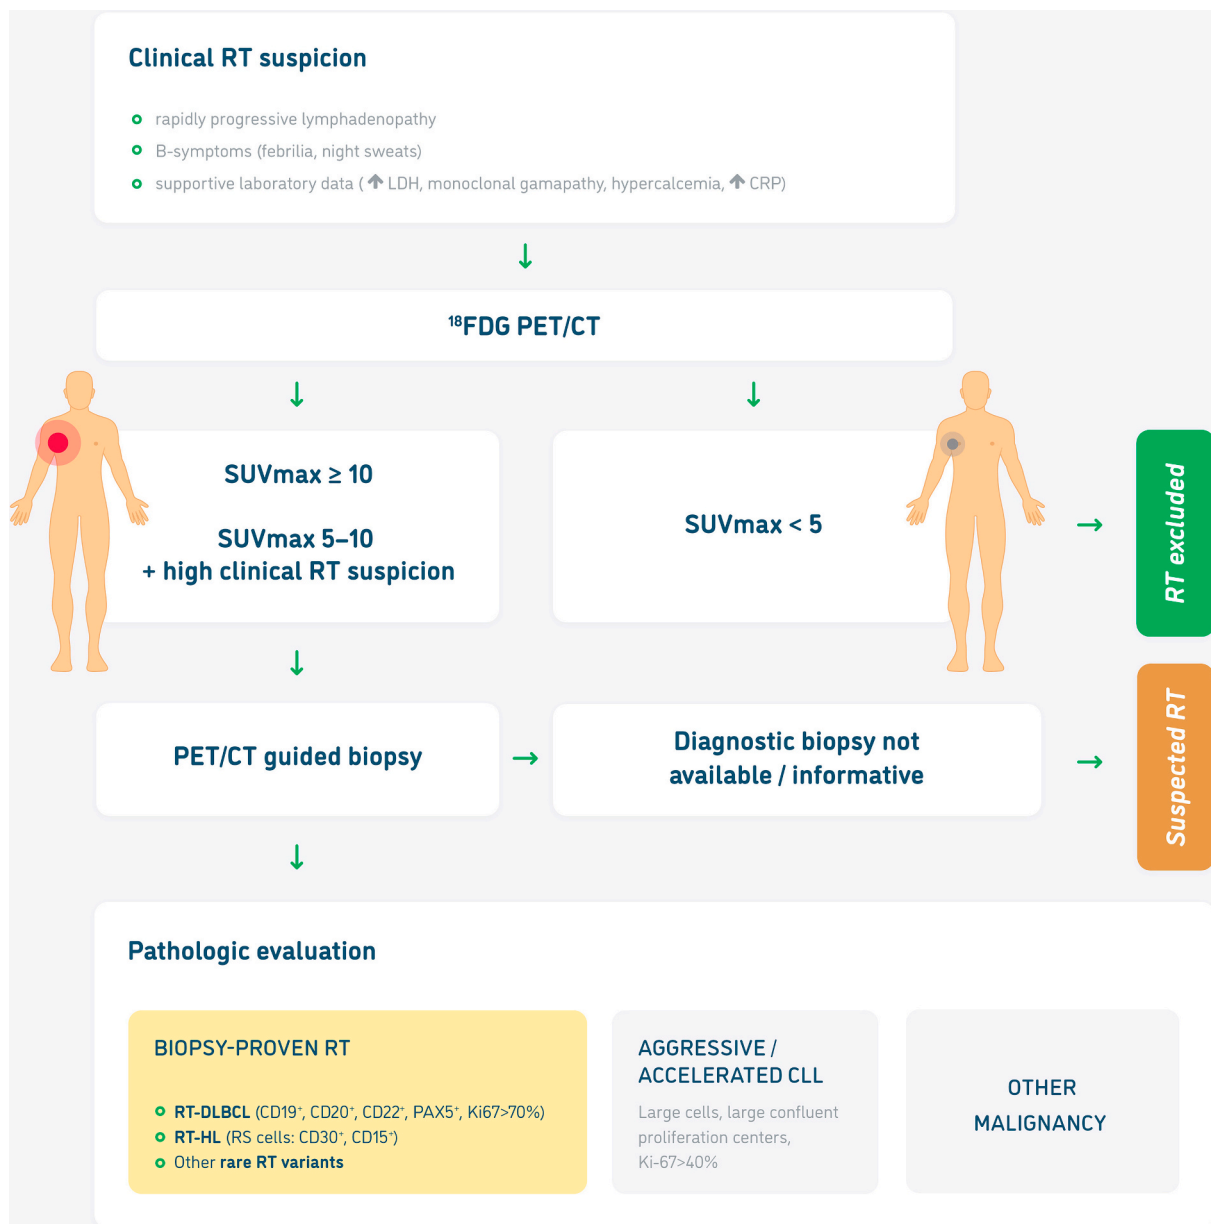 Clinical RT suspicion
rapidly progressive lymphadenopathy
B-symptoms (febrilia, night sweats)
supportive laboratory data ( ↑ LDH, monoclonal gamapathy, hypercalcemia, ↑ CRP)
¹⁸FDG PET/CT
SUVmax ≥ 10
SUVmax 5–10
+ high clinical RT suspicion
SUVmax < 5
RT excluded
PET/CT guided biopsy
Diagnostic biopsy not
available / informative
Suspected RT
Pathologic evaluation
BIOPSY-PROVEN RT
RT-DLBCL (CD19⁺, CD20⁺, CD22⁺, PAX5⁺, Ki67>70%)
RT-HL (RS cells: CD30⁺, CD15⁺)
Other rare RT variants
AGGRESSIVE /
ACCELERATED CLL
Large cells, large confluent
proliferation centers,
Ki-67>40%
OTHER
MALIGNANCY